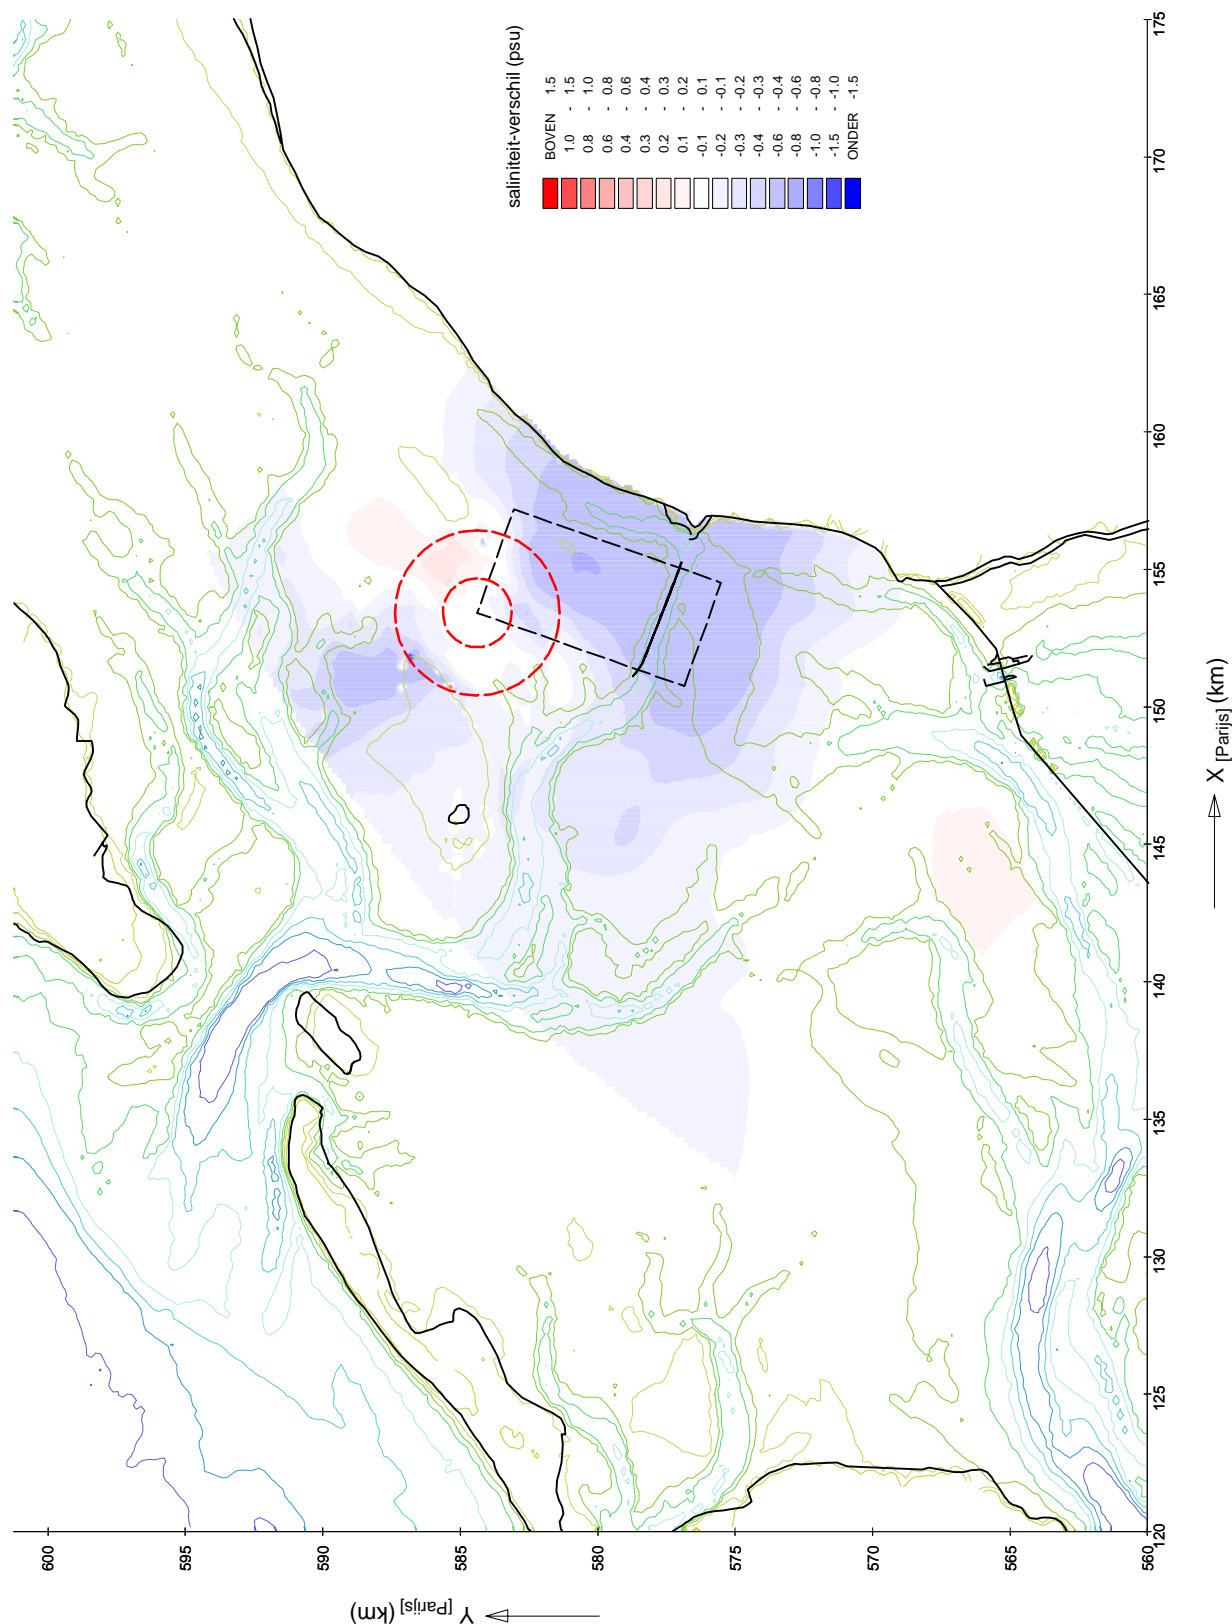 saliniteit-verschil (psu)
BOVEN 1.5
1.0 - 1.5
0.8 - 1.0
0.6 - 0.8
0.4 - 0.6
0.3 - 0.4
0.2 - 0.3
0.1 - 0.2
-0.1 - 0.1
-0.2 - -0.1
-0.3 - -0.2
-0.4 - -0.3
-0.6 - -0.4
-0.8 - -0.6
-1.0 - -0.8
-1.5 - -1.0
ONDER -1.5
600
595
590
585
580
575
570
565
560
120
125
130
135
140
145
150
155
160
165
170
175
X [Parijs] (km)
Y [Parijs] (km)